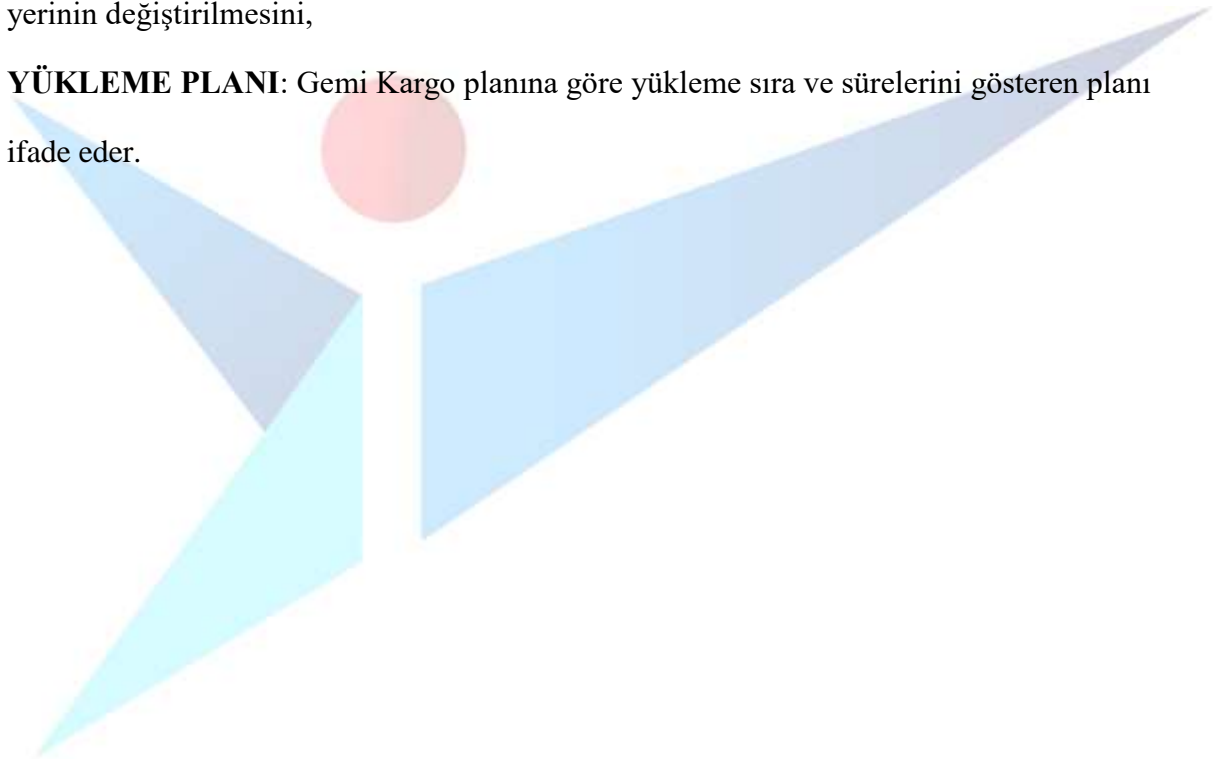 yerinin değiştirilmesini,
YÜKLEME PLANI: Gemi Kargo planına göre yükleme sıra ve sürelerini gösteren planı
ifade eder.